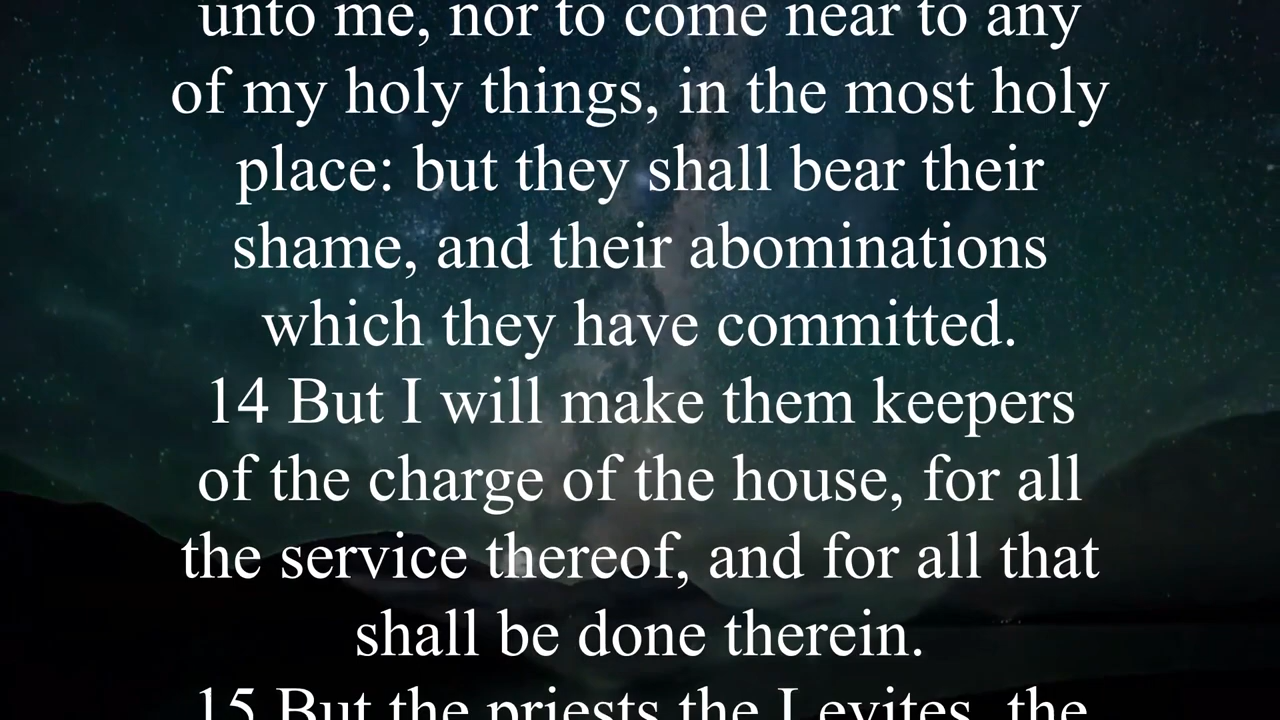 unto me, nor to come near to any
of my holy things, in the most holy
place: but they shall bear their
shame, and their abominations
which they have committed.
14 But I will make them keepers
of the charge of the house, for all
the service thereof, and for all that
shall be done therein.
15 But the priests the Levites, the